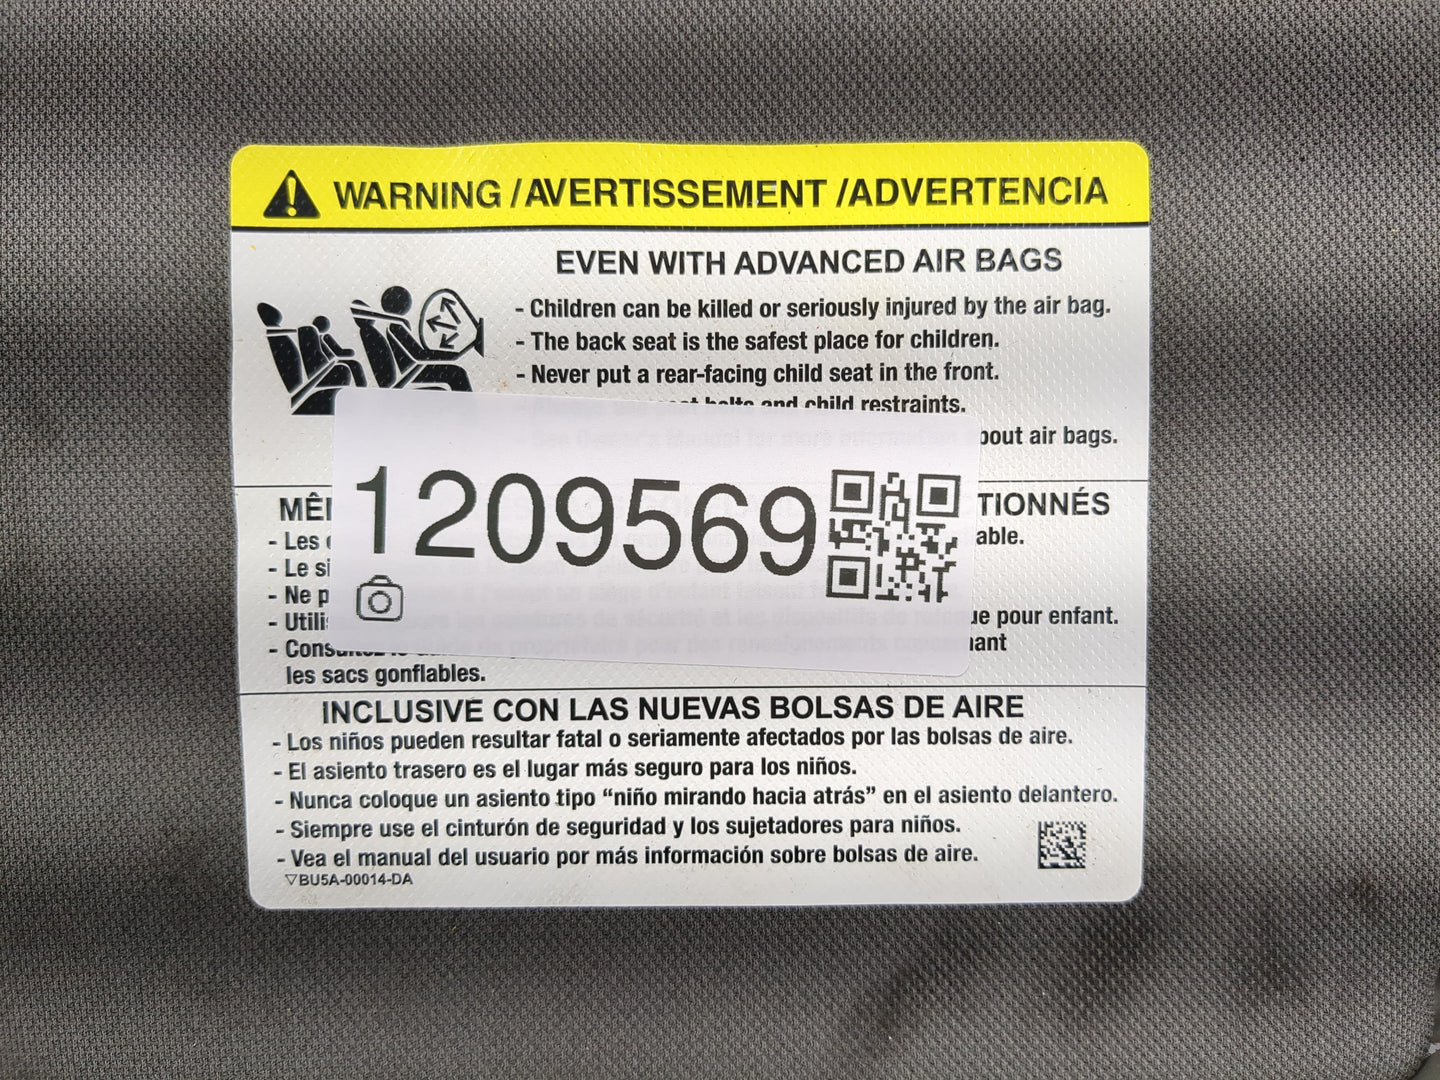 WARNING / AVERTISSEMENT / ADVERTENCIA
EVEN WITH ADVANCED AIR BAGS
- Children can be killed or seriously injured by the air bag.
- The back seat is the safest place for children.
- Never put a rear-facing child seat in the front.
belts and child restraints.
about air bags.
1209569
TIONNÉS
- Les
able.
- Le
- Ne
pour enfant.
les sacs gonflables.
INCLUSIVE CON LAS NUEVAS BOLSAS DE AIRE
- Los niños pueden resultar fatal o seriamente afectados por las bolsas de aire.
- El asiento trasero es el lugar más seguro para los niños.
- Nunca coloque un asiento tipo “niño mirando hacia atrás” en el asiento delantero.
- Siempre use el cinturón de seguridad y los sujetadores para niños.
- Vea el manual del usuario por más información sobre bolsas de aire.
▽BU5A-00014-DA